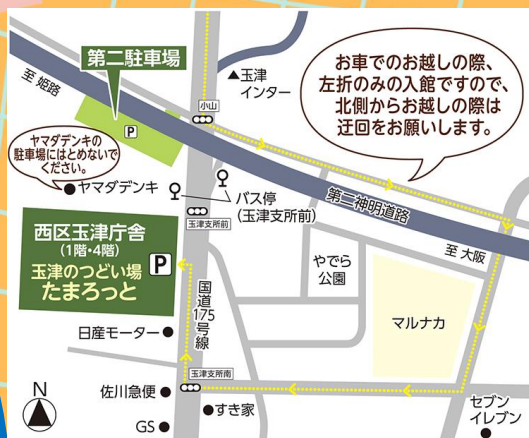 第二駐車場
至 姫路
P
▲玉津
インター
小山
お車でのお越しの際、
左折のみの入館ですので、
北側からお越しの際は
迂回をお願いします。
ヤマダデンキの
駐車場にはとめないで
ください。
ヤマダデンキ
バス停
(玉津支所前)
玉津支所前
第二神明道路
至 大阪
西区玉津庁舎
(1階・4階)
P
玉津のつどい場
たまろっと
国道175号線
やでら
公園
マルナカ
日産モーター
玉津支所南
佐川急便
すき家
GS
セブン
イレブン
N